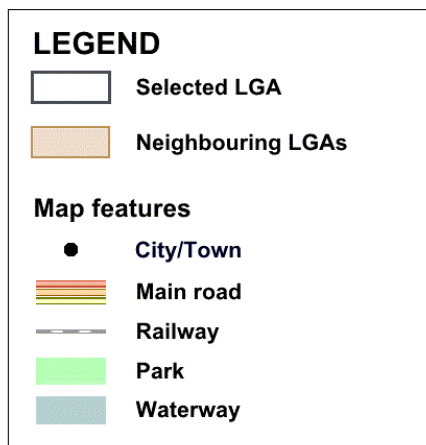 LEGEND
Selected LGA
Neighbouring LGAs
Map features
City/Town
Main road
Railway
Park
Waterway